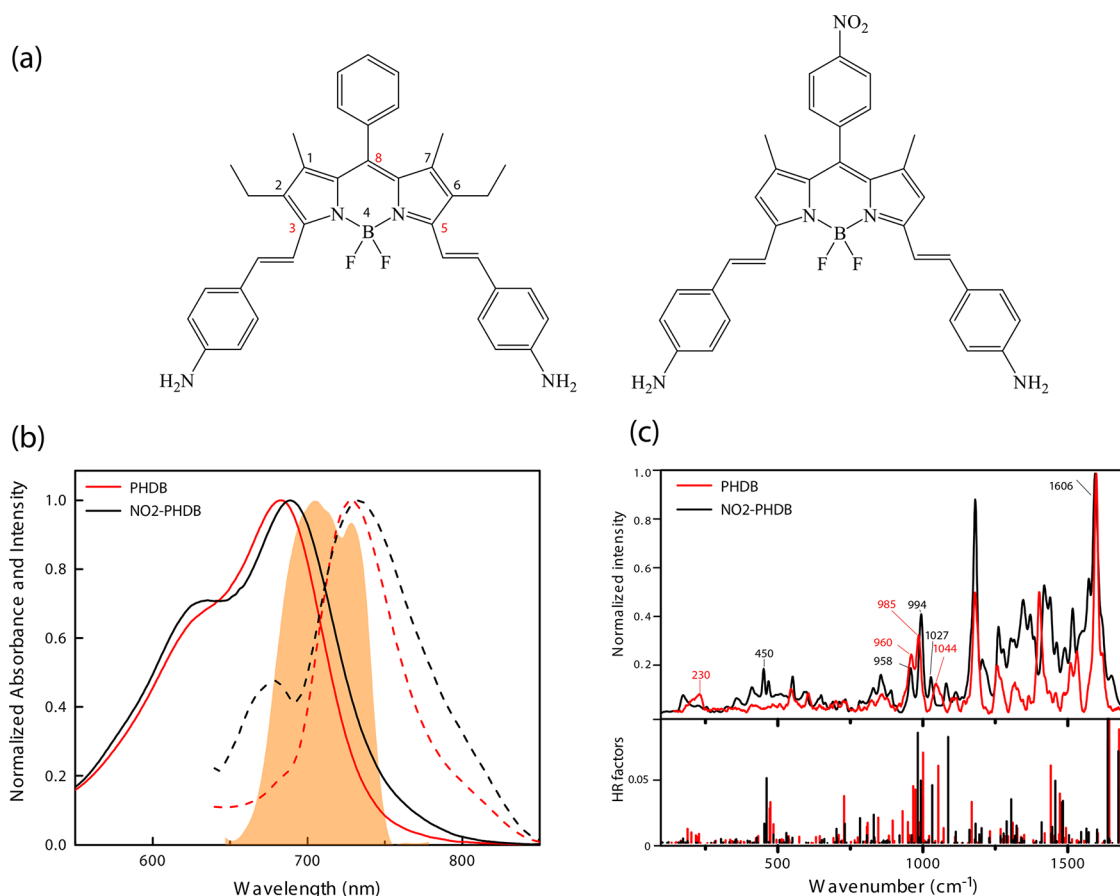 (a)
NO2
1
8
7
2
6
3
N
4
N
5
B
F
F
H2N
NH2
N
N
B
F
F
H2N
NH2
(b)
PHDB
NO2-PHDB
Normalized Absorbance and Intensity
1.0
0.8
0.6
0.4
0.2
0.0
600
700
800
Wavelength (nm)
(c)
PHDB
NO2-PHDB
Normalized intensity
1.0
0.8
0.6
0.4
0.2
230
450
960
985
994
958
1027
1044
1606
HR factors
0.05
0
500
1000
1500
Wavenumber (cm-1)